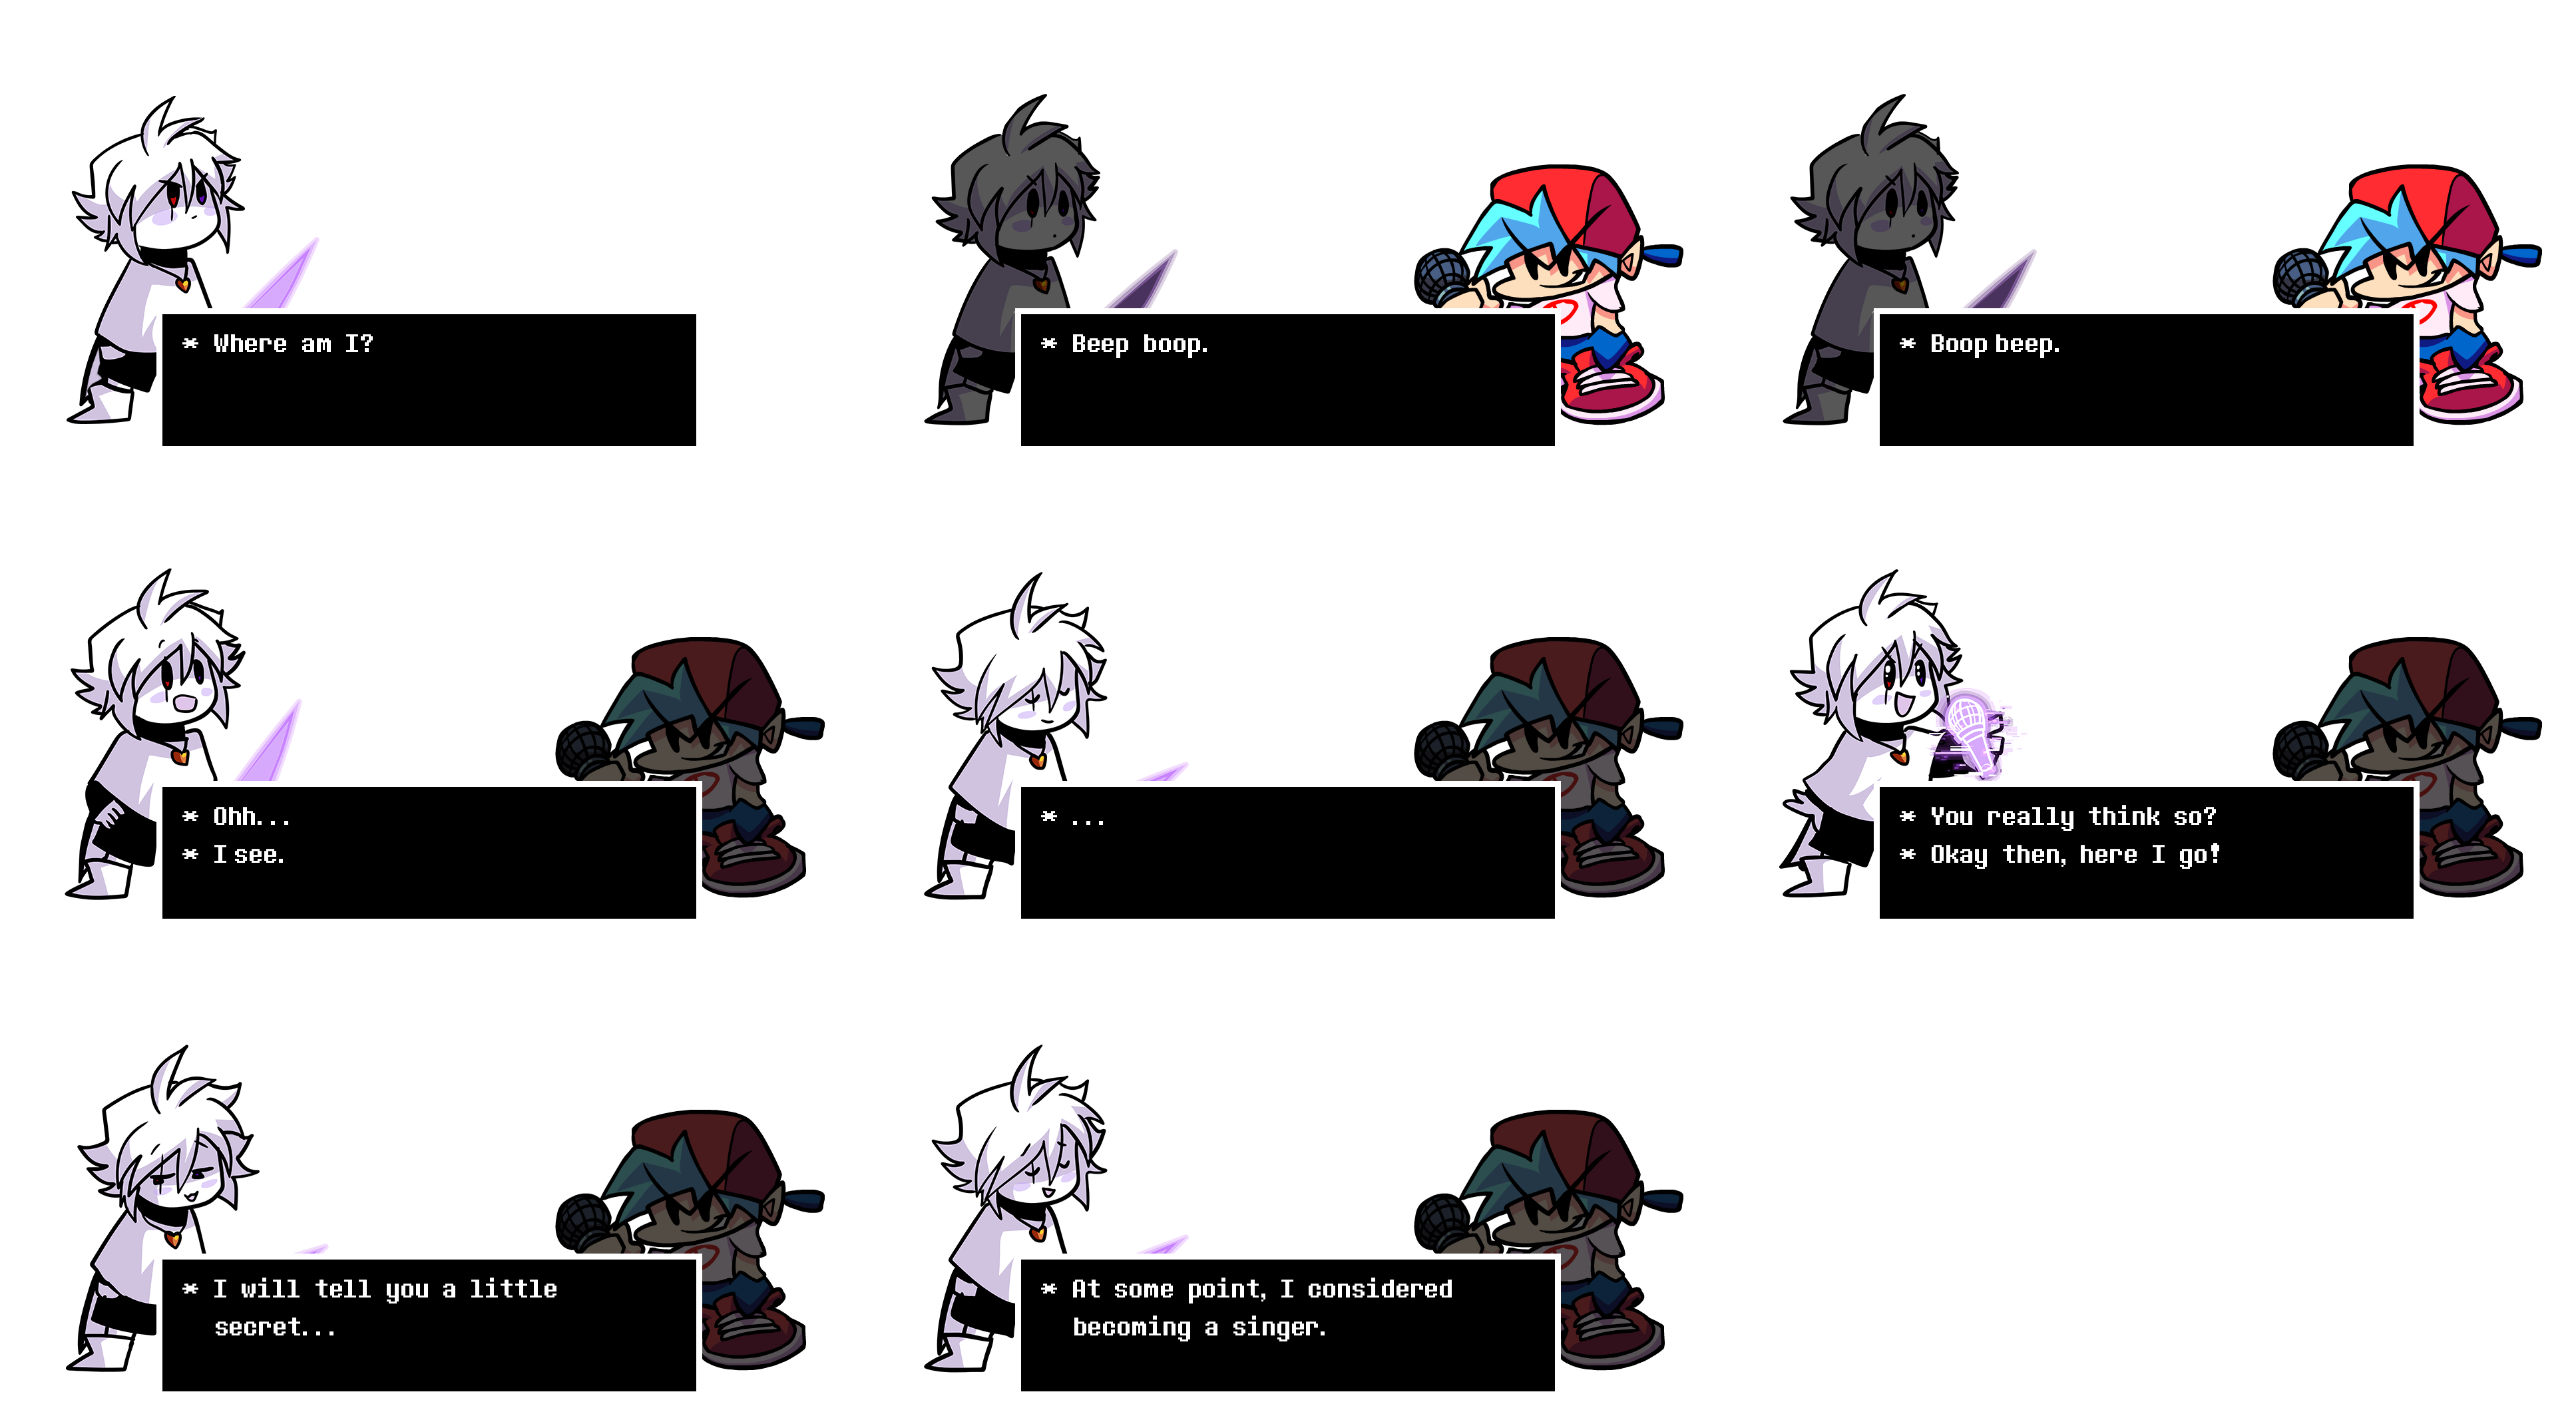 * Where am I?
* Beep boop.
* Boop beep.
* Ohh...
* I see.
* ...
* You really think so?
* Okay then, here I go!
* I will tell you a little
secret...
* At some point, I considered
becoming a singer.